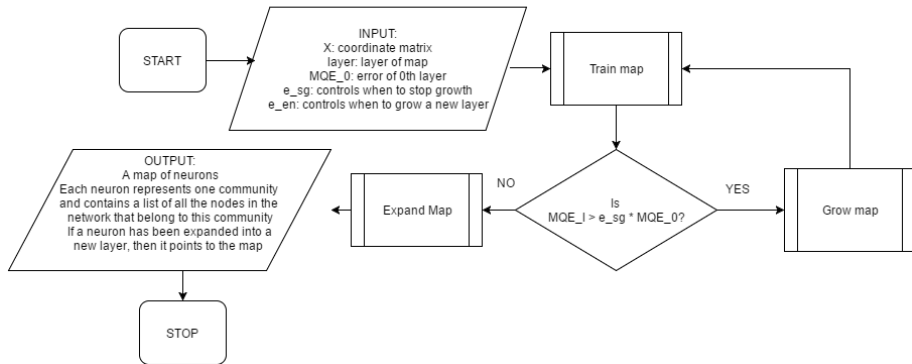 START
INPUT:
X: coordinate matrix
layer: layer of map
MQE_0: error of 0th layer
e_sg: controls when to stop growth
e_en: controls when to grow a new layer
Train map
Is
MQE_l > e_sg * MQE_0?
YES
Grow map
NO
Expand Map
OUTPUT:
A map of neurons
Each neuron represents one community
and contains a list of all the nodes in the
network that belong to this community
If a neuron has been expanded into a
new layer, then it points to the map
STOP